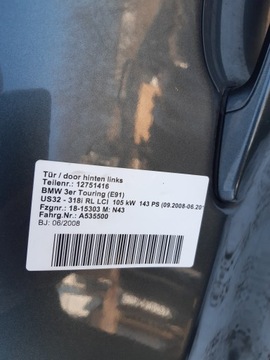 Tür / door hinten links
Teilenr.: 12751416
BMW 3er Touring (E91)
US32 - 318i RL LCI 105 kW 143 PS (09.2008-06.201
Fzgnr.: 18-15303 M: N43
Fahrg.Nr.: A535500
BJ: 06/2008